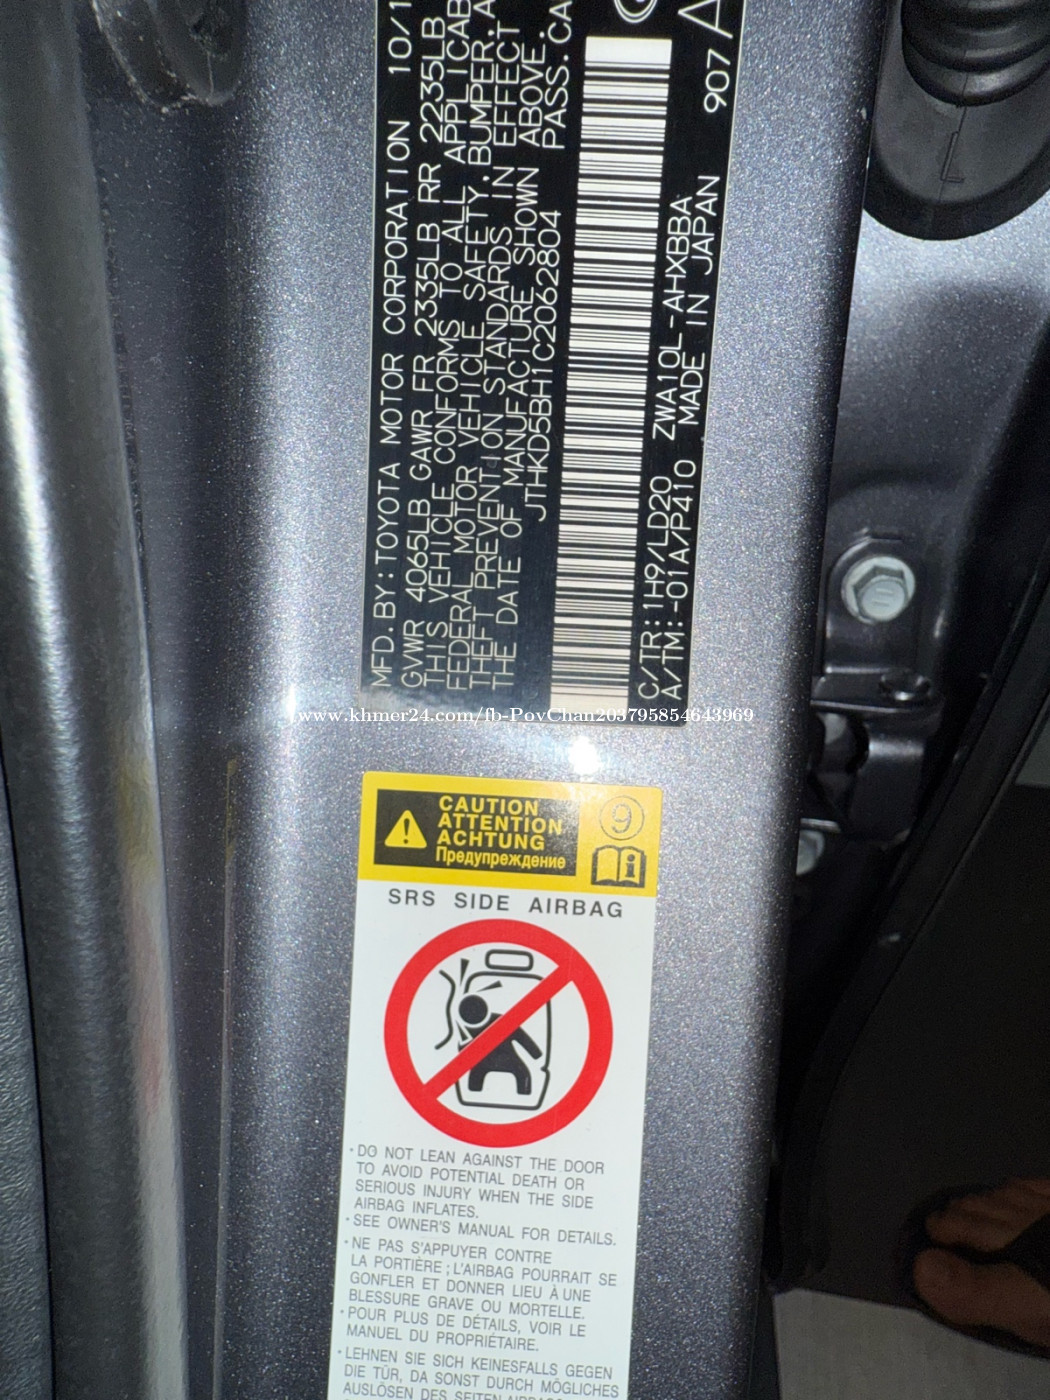 MFD. BY: TOYOTA MOTOR CORPORATION 10/1
GVWR 4065LB GAWR FR 2335LB RR 2235LB
THIS VEHICLE CONFORMS TO ALL APPLICAB
FEDERAL MOTOR VEHICLE SAFETY, BUMPER, A
THEFT PREVENTION STANDARDS IN EFFECT
THE DATE OF MANUFACTURE SHOWN ABOVE.
JTHKD5BH1C2062804 PASS. CA
C/TR: 1H9/LD20 ZWA10L-AHXBBA
A/TM: -01A/P410 MADE IN JAPAN 907
www.khmer24.com/fb-PovChan203795854643969
CAUTION
ATTENTION
ACHTUNG
Предупреждение
9
i
SRS SIDE AIRBAG
• DO NOT LEAN AGAINST THE DOOR
TO AVOID POTENTIAL DEATH OR
SERIOUS INJURY WHEN THE SIDE
AIRBAG INFLATES.
• SEE OWNER'S MANUAL FOR DETAILS.
• NE PAS S'APPUYER CONTRE
LA PORTIÈRE ; L'AIRBAG POURRAIT SE
GONFLER ET DONNER LIEU À UNE
BLESSURE GRAVE OU MORTELLE.
• POUR PLUS DE DÉTAILS, VOIR LE
MANUEL DU PROPRIÉTAIRE.
• LEHNEN SIE SICH KEINESFALLS GEGEN
DIE TÜR, DA SONST DURCH MÖGLICHES
AUSLÖSEN DES SEITEN
L